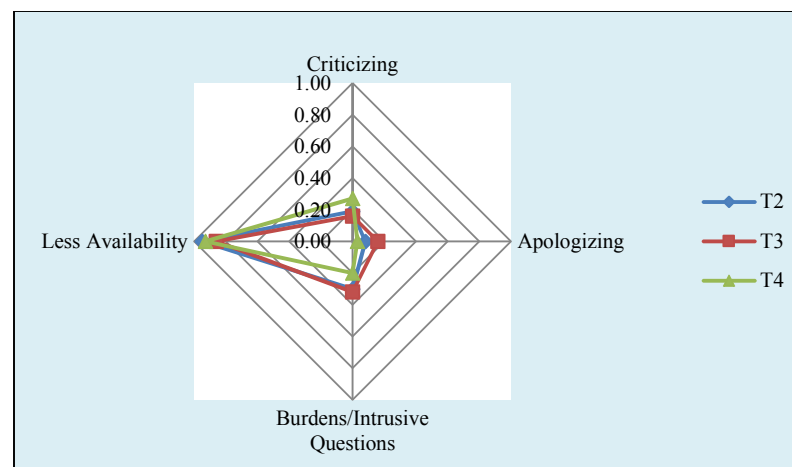 Criticizing
1.00
0.80
0.60
0.40
0.20
0.00
Less Availability
Apologizing
Burdens/Intrusive
Questions
T2
T3
T4